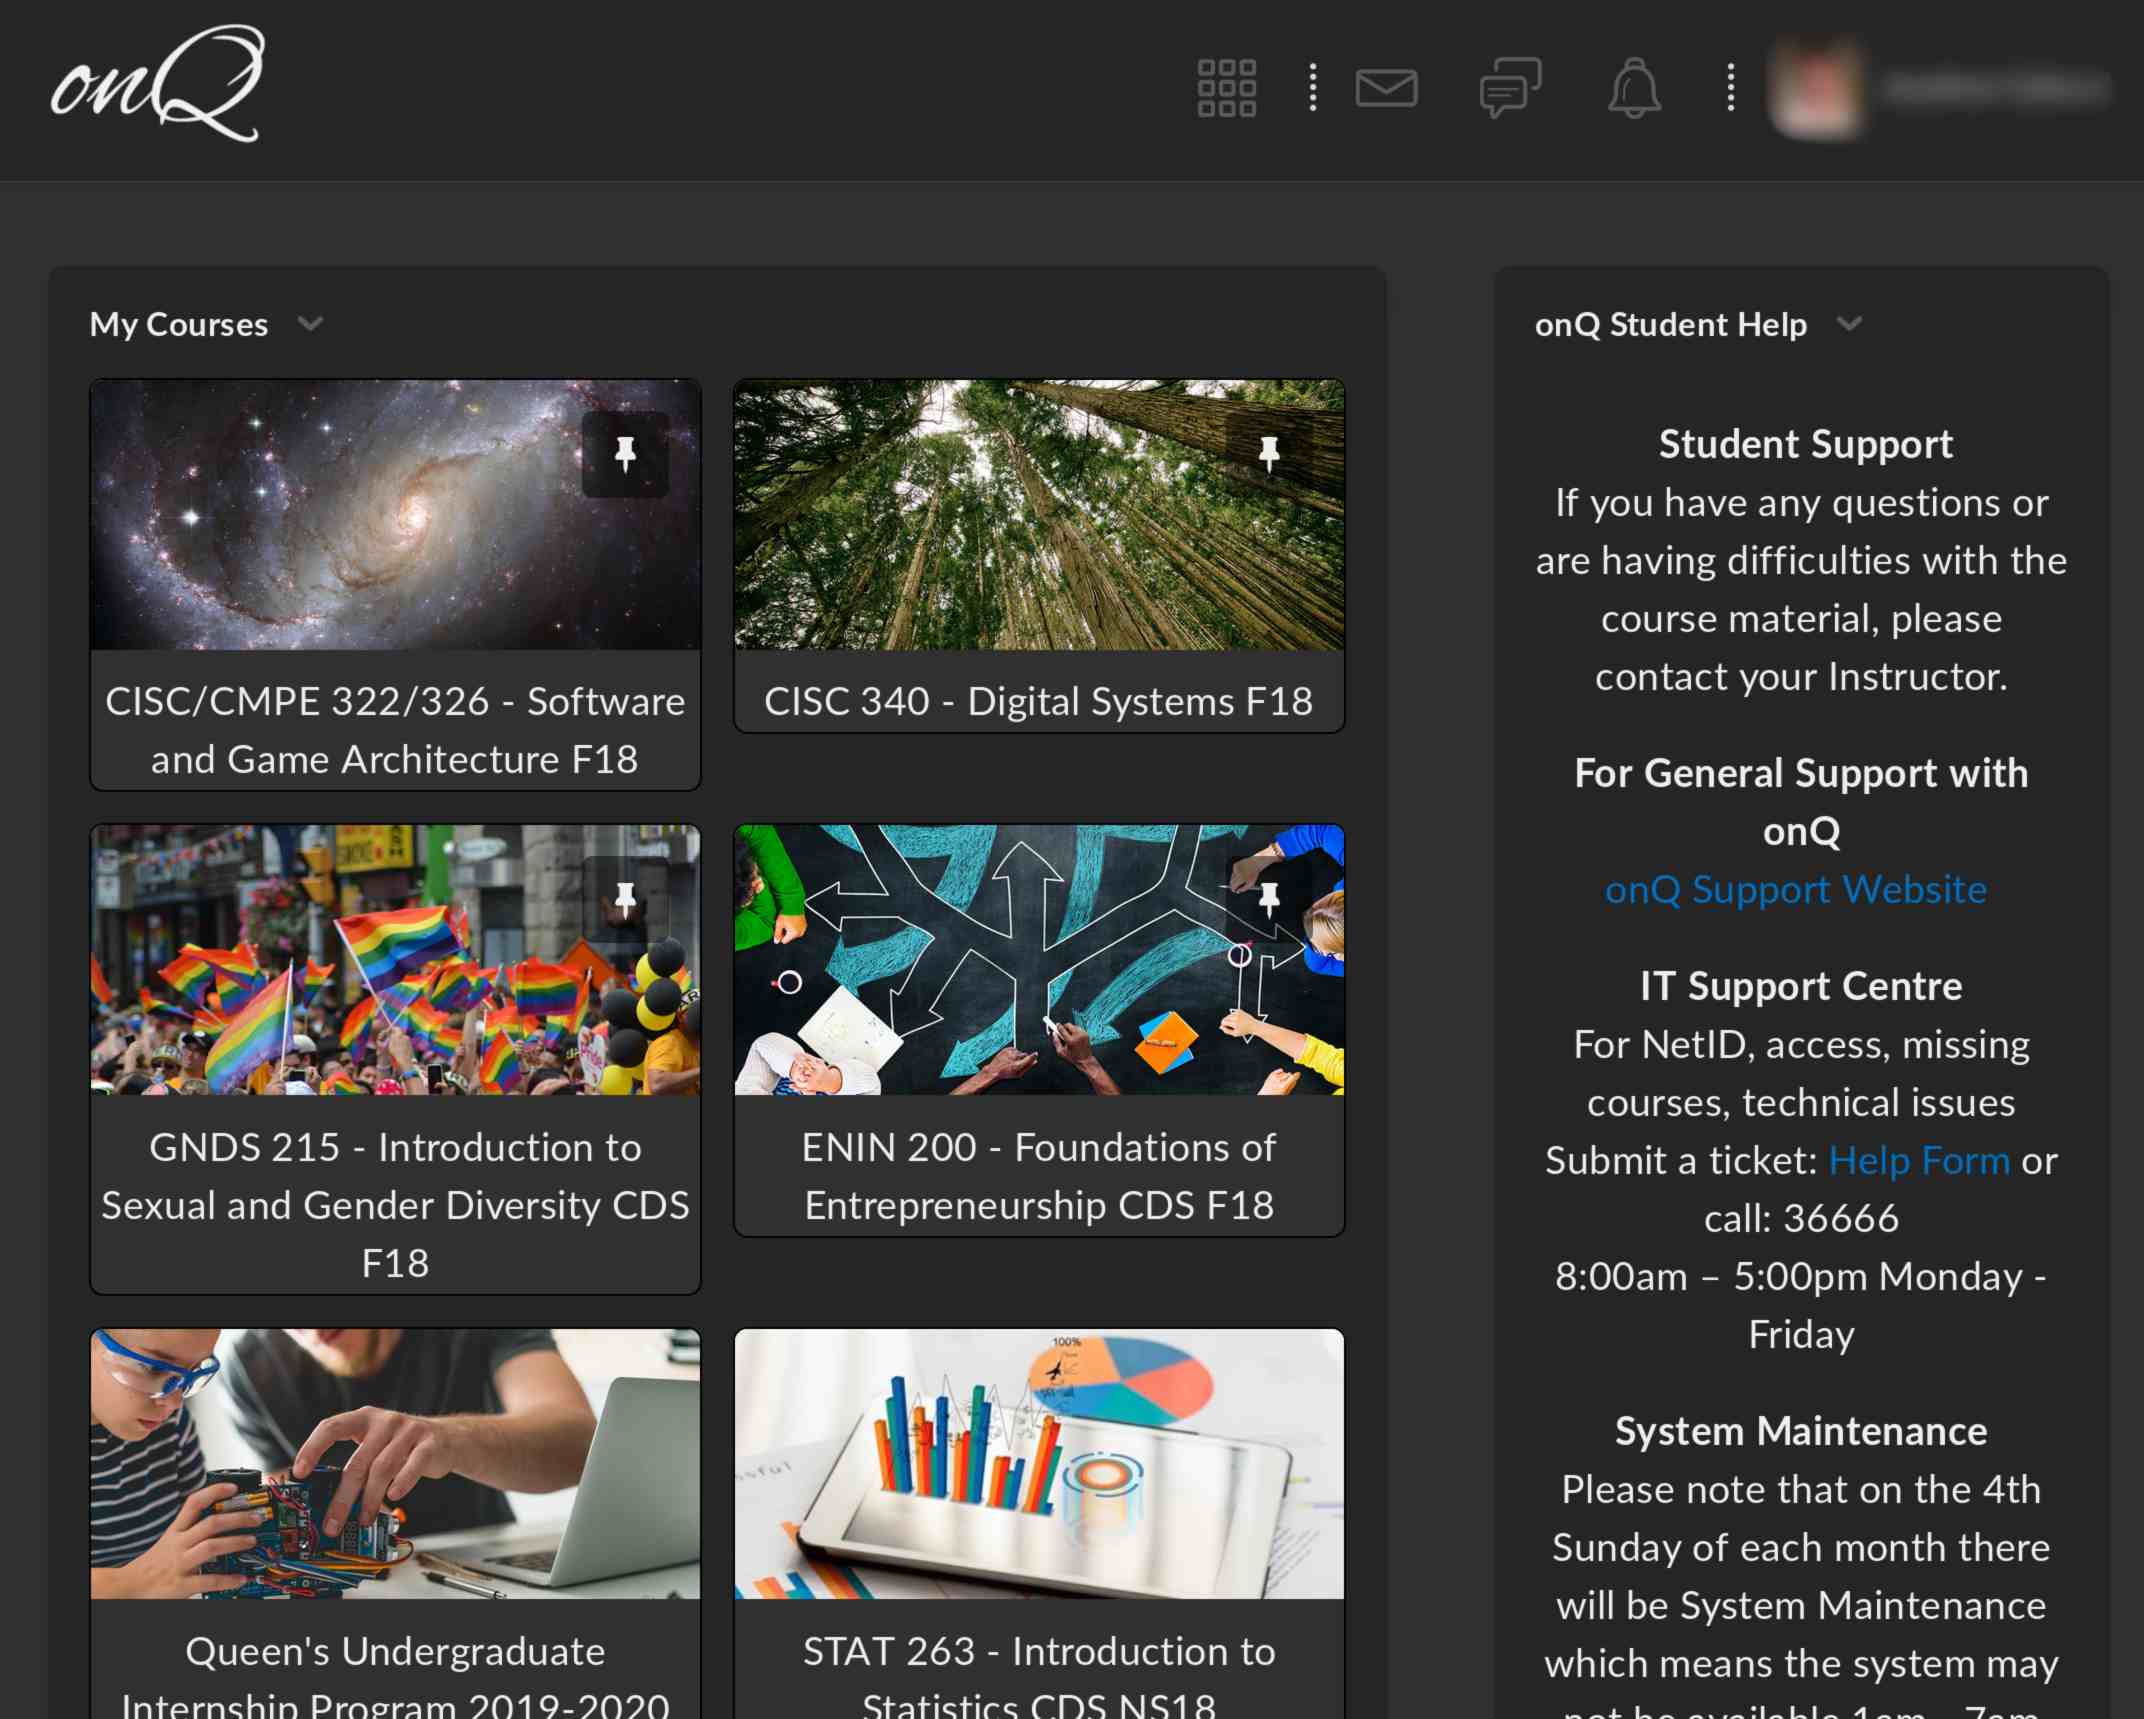 onQ
My Courses
CISC/CMPE 322/326 - Software
and Game Architecture F18
CISC 340 - Digital Systems F18
GNDS 215 - Introduction to
Sexual and Gender Diversity CDS
F18
ENIN 200 - Foundations of
Entrepreneurship CDS F18
100%
Queen's Undergraduate
Internship Program 2019-2020
STAT 263 - Introduction to
Statistics CDS NS18
onQ Student Help
Student Support
If you have any questions or
are having difficulties with the
course material, please
contact your Instructor.
For General Support with
onQ
onQ Support Website
IT Support Centre
For NetID, access, missing
courses, technical issues
Submit a ticket: Help Form or
call: 36666
8:00am – 5:00pm Monday -
Friday
System Maintenance
Please note that on the 4th
Sunday of each month there
will be System Maintenance
which means the system may
not be available 1am - 7am